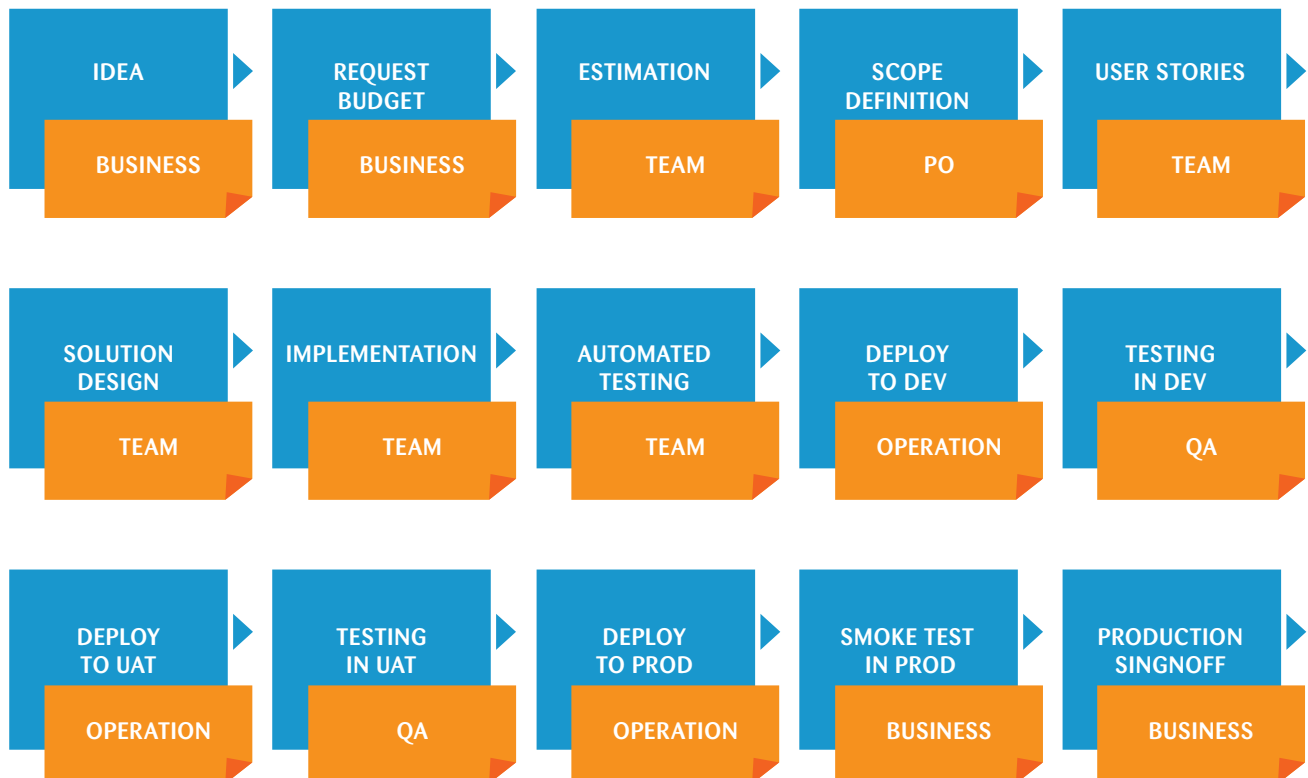 IDEA
BUSINESS
REQUEST
BUDGET
BUSINESS
ESTIMATION
TEAM
SCOPE
DEFINITION
PO
USER STORIES
TEAM
SOLUTION
DESIGN
TEAM
IMPLEMENTATION
TEAM
AUTOMATED
TESTING
TEAM
DEPLOY
TO DEV
OPERATION
TESTING
IN DEV
QA
DEPLOY
TO UAT
OPERATION
TESTING
IN UAT
QA
DEPLOY
TO PROD
OPERATION
SMOKE TEST
IN PROD
BUSINESS
PRODUCTION
SINGNOFF
BUSINESS